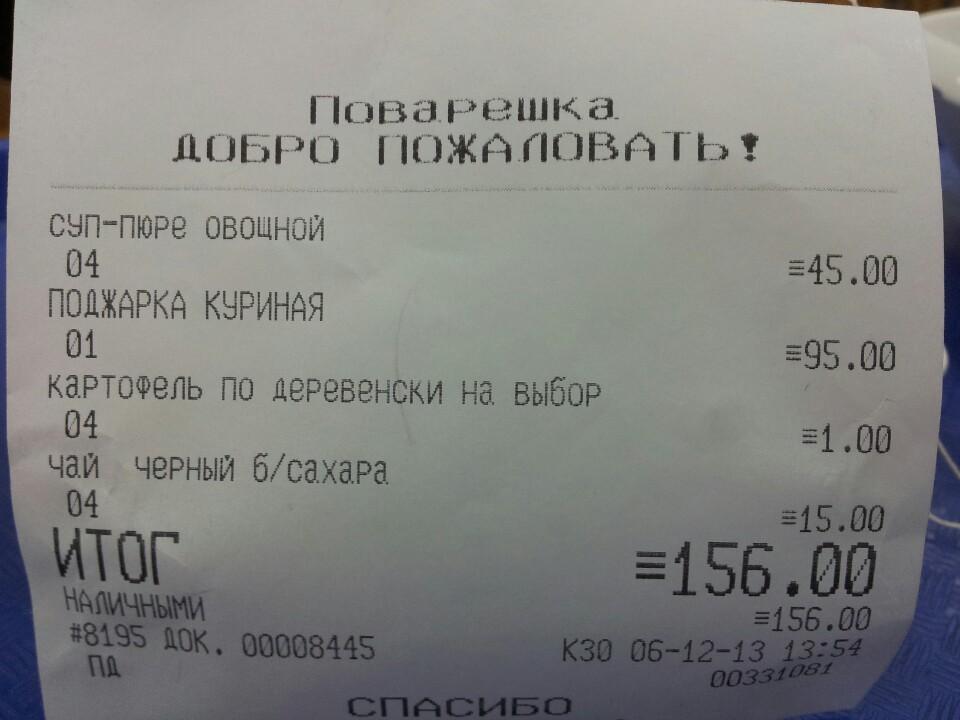 Поварешка
ДОБРО ПОЖАЛОВАТЬ!
СУП-ПЮРе ОВОЩНОЙ
04 ≡45.00
ПОДЖАРКА КУРИНАЯ
01 ≡95.00
КАРТОФЕЛЬ ПО ДЕРЕВЕНСКИ НА ВЫБОР
04 ≡1.00
ЧАЙ ЧЕРНЫЙ Б/САХАРА
04 ≡15.00
ИТОГ ≡156.00
НАЛИЧНЫМИ ≡156.00
#8195 ДОК. 00008445 К30 06-12-13 13:54
ПД 00331081
СПАСИБО